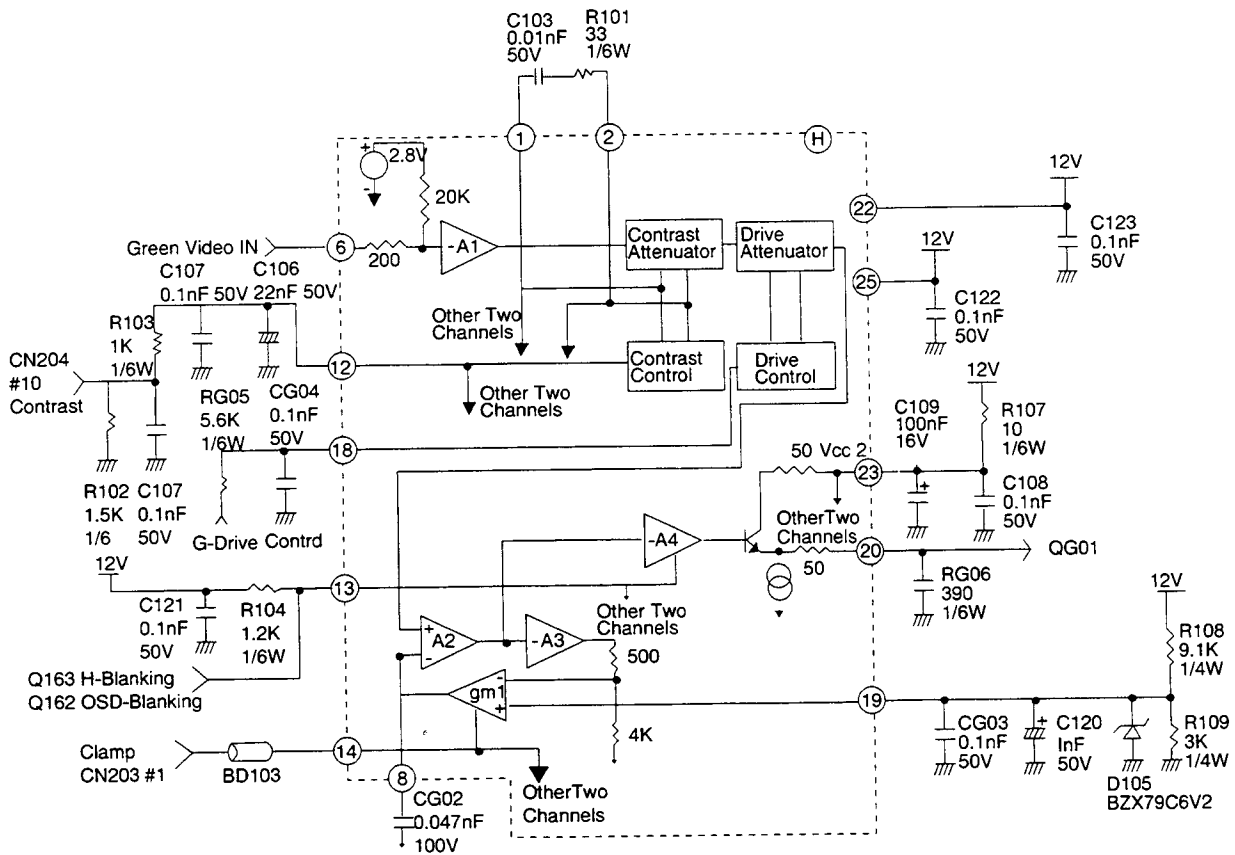 C103
0.01nF
50V
R101
33
1/6W
1
2
H
+
2.8V
-
20K
12V
22
C123
0.1nF
50V
Green Video IN
6
200
-A1
Contrast
Attenuator
Drive
Attenuator
12V
25
C122
0.1nF
50V
C107
0.1nF 50V
C106
22nF 50V
R103
1K
1/6W
Other Two
Channels
CN204
#10
Contrast
12
Contrast
Control
Drive
Control
Other Two
Channels
RG05
5.6K
1/6W
CG04
0.1nF
50V
18
12V
C109
100nF
16V
R107
10
1/6W
50 Vcc 2
23
+
C108
0.1nF
50V
R102
1.5K
1/6
C107
0.1nF
50V
G-Drive Contrd
-A4
OtherTwo
Channels
50
20
QG01
RG06
390
1/6W
12V
13
C121
0.1nF
50V
R104
1.2K
1/6W
Other Two
Channels
+
A2
-
-A3
500
12V
R108
9.1K
1/4W
Q163 H-Blanking
Q162 OSD-Blanking
gm1
-
+
19
4K
CG03
0.1nF
50V
+
C120
InF
50V
R109
3K
1/4W
D105
BZX79C6V2
Clamp
CN203 #1
BD103
14
8
OtherTwo
Channels
CG02
0.047nF
100V